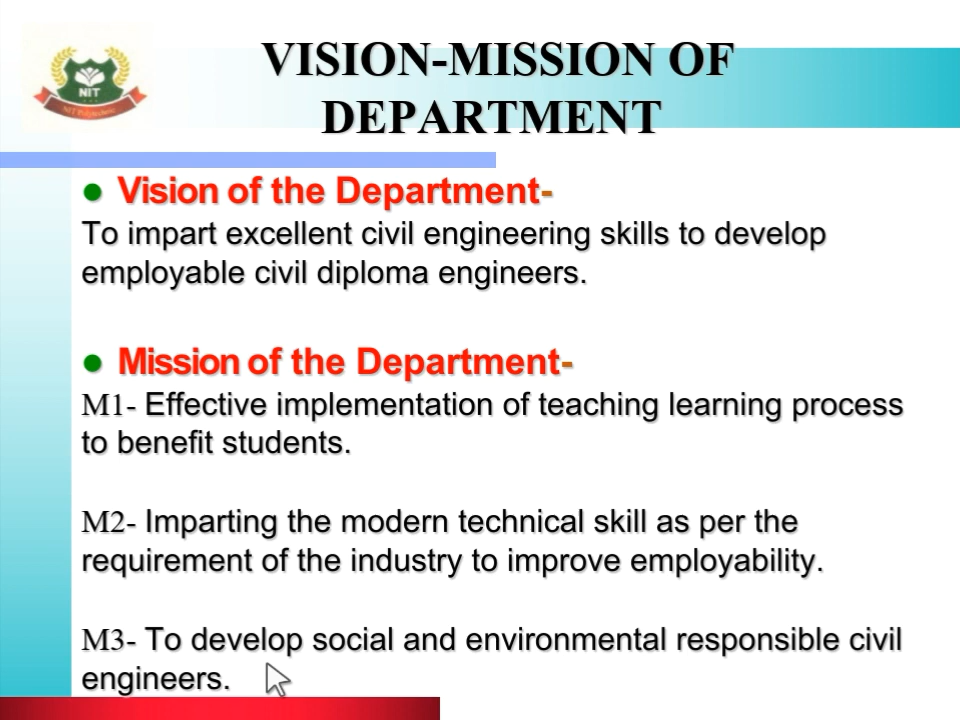 NIT
VISION-MISSION OF
DEPARTMENT
Vision of the Department-
To impart excellent civil engineering skills to develop
employable civil diploma engineers.
Mission of the Department-
M1- Effective implementation of teaching learning process
to benefit students.
M2- Imparting the modern technical skill as per the
requirement of the industry to improve employability.
M3- To develop social and environmental responsible civil
engineers.